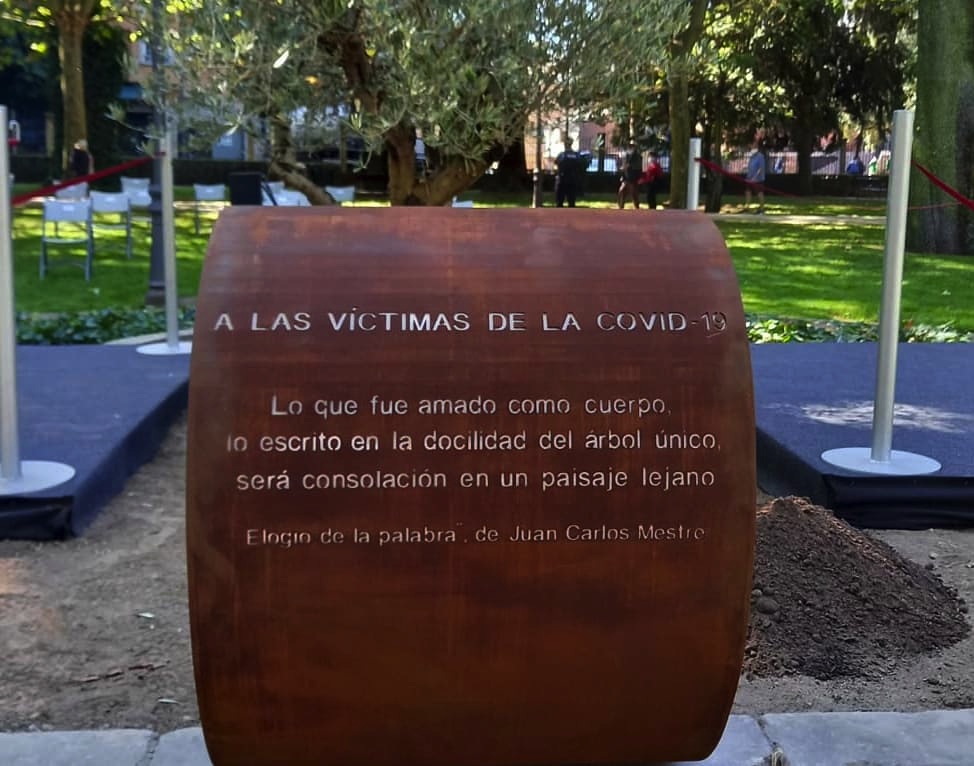 A LAS VÍCTIMAS DE LA COVID-19
Lo que fue amado como cuerpo,
lo escrito en la docilidad del árbol único,
será consolación en un paisaje lejano
Elogio de la palabra", de Juan Carlos Mestre